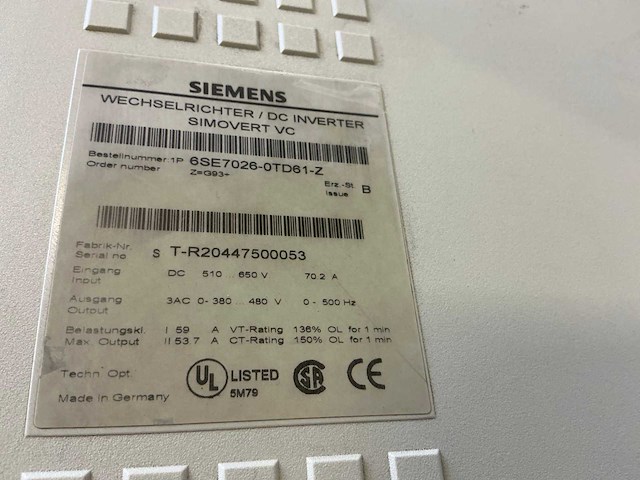 SIEMENS
WECHSELRICHTER / DC INVERTER
SIMOVERT VC
Bestellnummer 1P 6SE7026-0TD61-Z
Order number Z=G93+
Erz.-St. B
Issue
Fabrik-Nr.
Serial no S T-R20447500053
Eingang DC 510 650 V 70.2 A
Input
Ausgang 3AC 0- 380 480 V 0 - 500 Hz
Output
Belastungskl. I 59 A VT-Rating 136% OL for 1 min
Max. Output II 53.7 A CT-Rating 150% OL for 1 min
Techn. Opt.
UL LISTED SA CE
5M79
Made in Germany